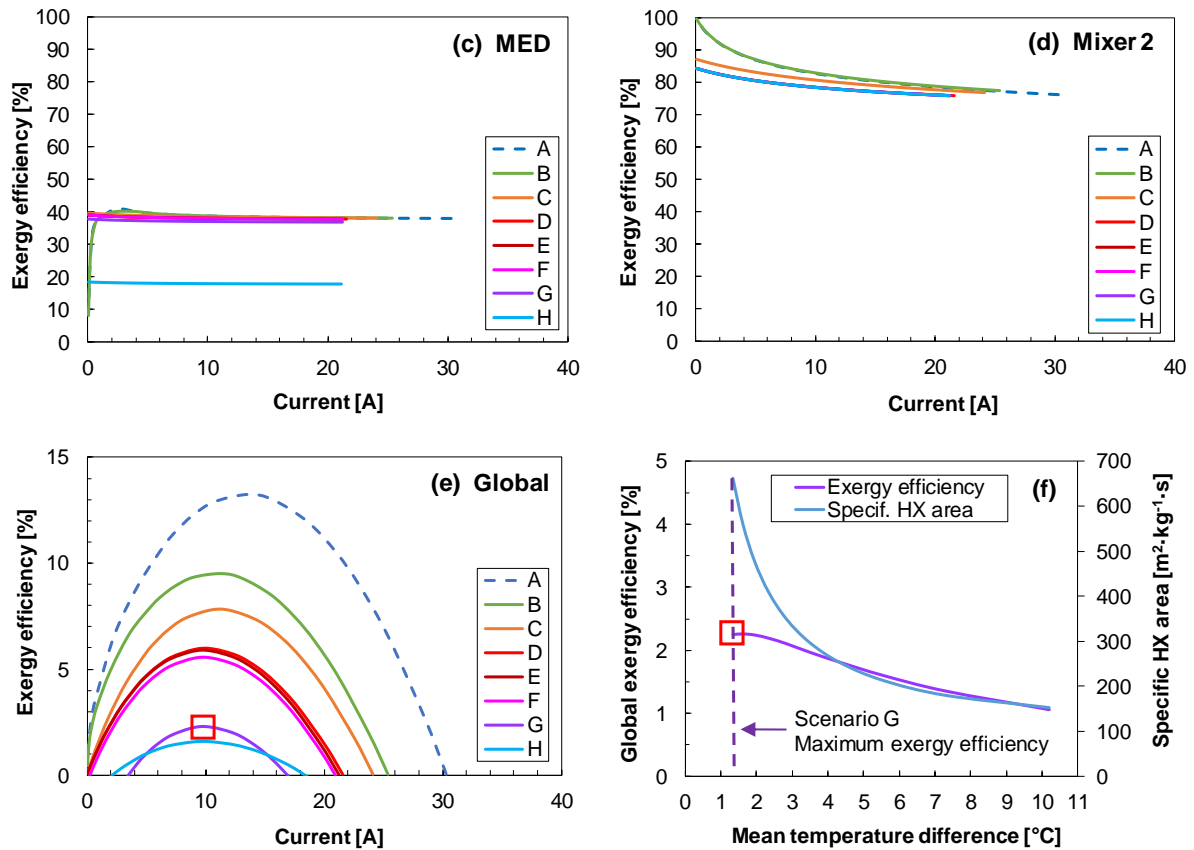 (c) MED
Exergy efficiency [%]
100
90
80
70
60
50
40
30
20
10
0
0 10 20 30 40
Current [A]
A
B
C
D
E
F
G
H
(d) Mixer 2
Exergy efficiency [%]
100
90
80
70
60
50
40
30
20
10
0
0 10 20 30 40
Current [A]
A
B
C
D
E
F
G
H
(e) Global
Exergy efficiency [%]
15
10
5
0
0 10 20 30 40
Current [A]
A
B
C
D
E
F
G
H
(f)
Global exergy efficiency [%]
5
4
3
2
1
0
Exergy efficiency
Specif. HX area
Scenario G
Maximum exergy efficiency
0 1 2 3 4 5 6 7 8 9 10 11
Mean temperature difference [°C]
700
600
500
400
300
200
100
0
Specific HX area [m²·kg⁻¹·s]